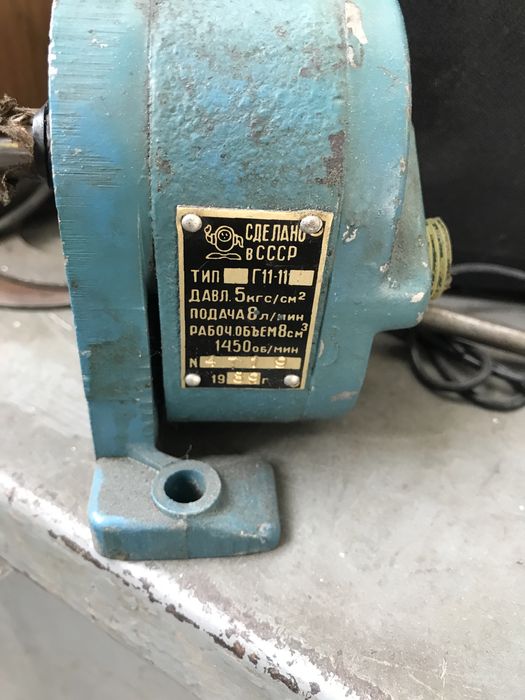 СДЕЛАНО
в СССР
ТИП Г11-11
ДАВЛ. 5 кгс/см²
ПОДАЧА 8 л/мин
РАБОЧ. ОБЪЕМ 8 см³
1450 об/мин
N
1989 г.